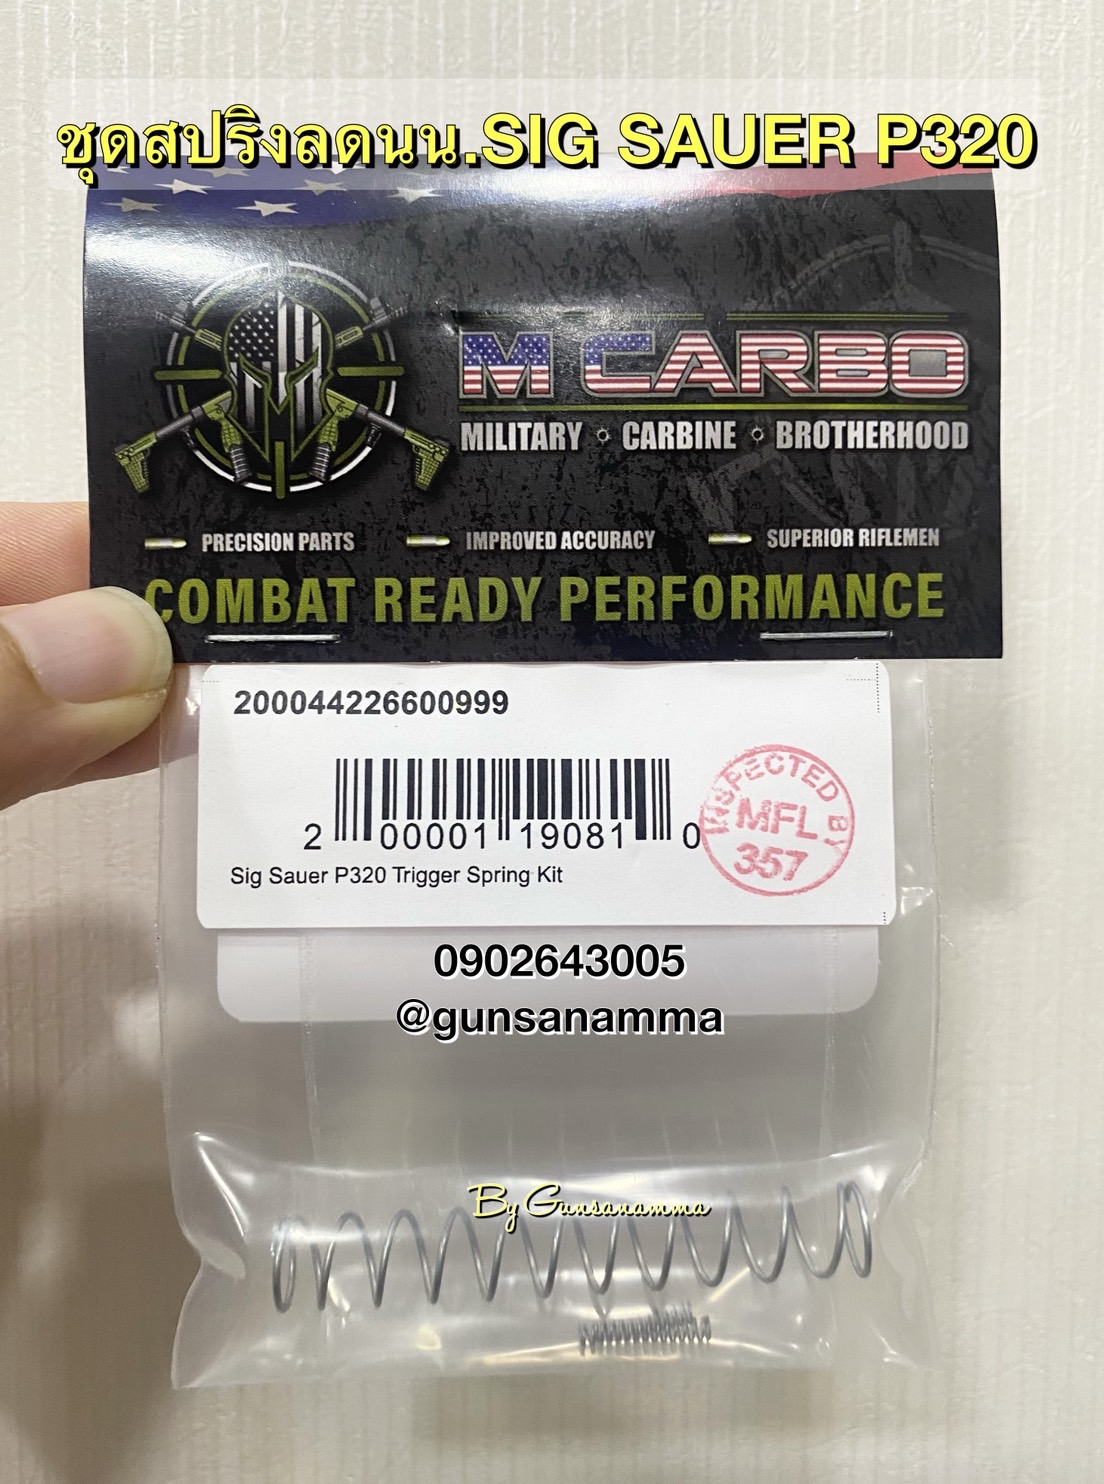 ชุดสปริงลดนน.SIG SAUER P320
M CARBO
MILITARY CARBINE BROTHERHOOD
PRECISION PARTS IMPROVED ACCURACY SUPERIOR RIFLEMEN
COMBAT READY PERFORMANCE
200044226600999
2 00001 19081 0
INSPECTED BY
MFL
357
Sig Sauer P320 Trigger Spring Kit
0902643005
@gunsanamma
By Gunsanamma